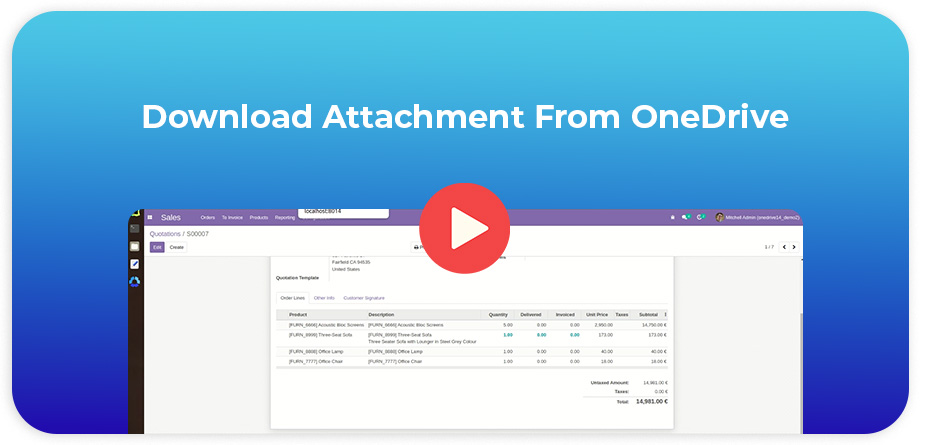 Download Attachment From OneDrive
localhost:8014
Sales Orders To Invoice Products Reporting
Mitchell Admin (onedrive14_demo2)
Quotations / S00007
Edit Create
1 / 7
Fairfield CA 94535
United States
Quotation Template
Order Lines Other Info Customer Signature
Product Description Quantity Delivered Invoiced Unit Price Taxes Subtotal
[FURN_6666] Acoustic Bloc Screens [FURN_6666] Acoustic Bloc Screens 5.00 0.00 0.00 2,950.00 14,750.00 €
[FURN_8999] Three-Seat Sofa [FURN_8999] Three-Seat Sofa 1.00 0.00 0.00 173.00 173.00 €
Three Seater Sofa with Lounger in Steel Grey Colour
[FURN_8888] Office Lamp [FURN_8888] Office Lamp 1.00 0.00 0.00 40.00 40.00 €
[FURN_7777] Office Chair [FURN_7777] Office Chair 1.00 0.00 0.00 18.00 18.00 €
Untaxed Amount: 14,981.00 €
Taxes: 0.00 €
Total: 14,981.00 €